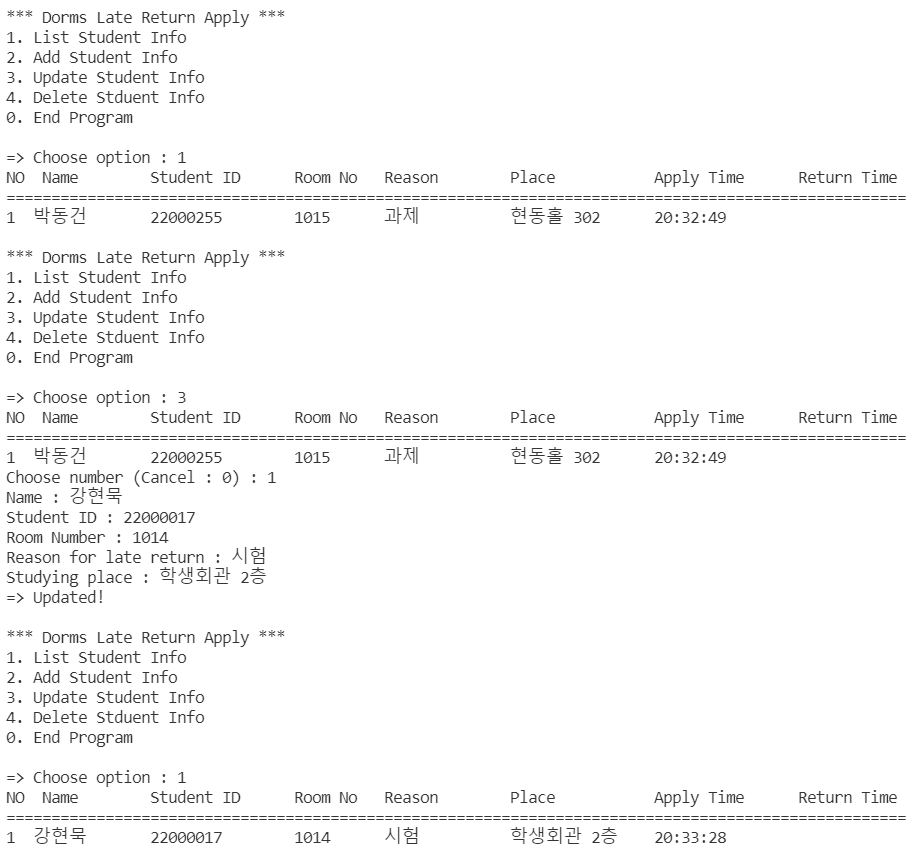 *** Dorms Late Return Apply ***
1. List Student Info
2. Add Student Info
3. Update Student Info
4. Delete Stduent Info
0. End Program
=> Choose option : 1
NO  Name        Student ID      Room No   Reason        Place           Apply Time      Return Time
====================================================================================================
1  박동건       22000255        1015      과제          현동홀 302      20:32:49
*** Dorms Late Return Apply ***
1. List Student Info
2. Add Student Info
3. Update Student Info
4. Delete Stduent Info
0. End Program
=> Choose option : 3
NO  Name        Student ID      Room No   Reason        Place           Apply Time      Return Time
====================================================================================================
1  박동건       22000255        1015      과제          현동홀 302      20:32:49
Choose number (Cancel : 0) : 1
Name : 강현묵
Student ID : 22000017
Room Number : 1014
Reason for late return : 시험
Studying place : 학생회관 2층
=> Updated!
*** Dorms Late Return Apply ***
1. List Student Info
2. Add Student Info
3. Update Student Info
4. Delete Stduent Info
0. End Program
=> Choose option : 1
NO  Name        Student ID      Room No   Reason        Place           Apply Time      Return Time
====================================================================================================
1  강현묵       22000017        1014      시험          학생회관 2층    20:33:28